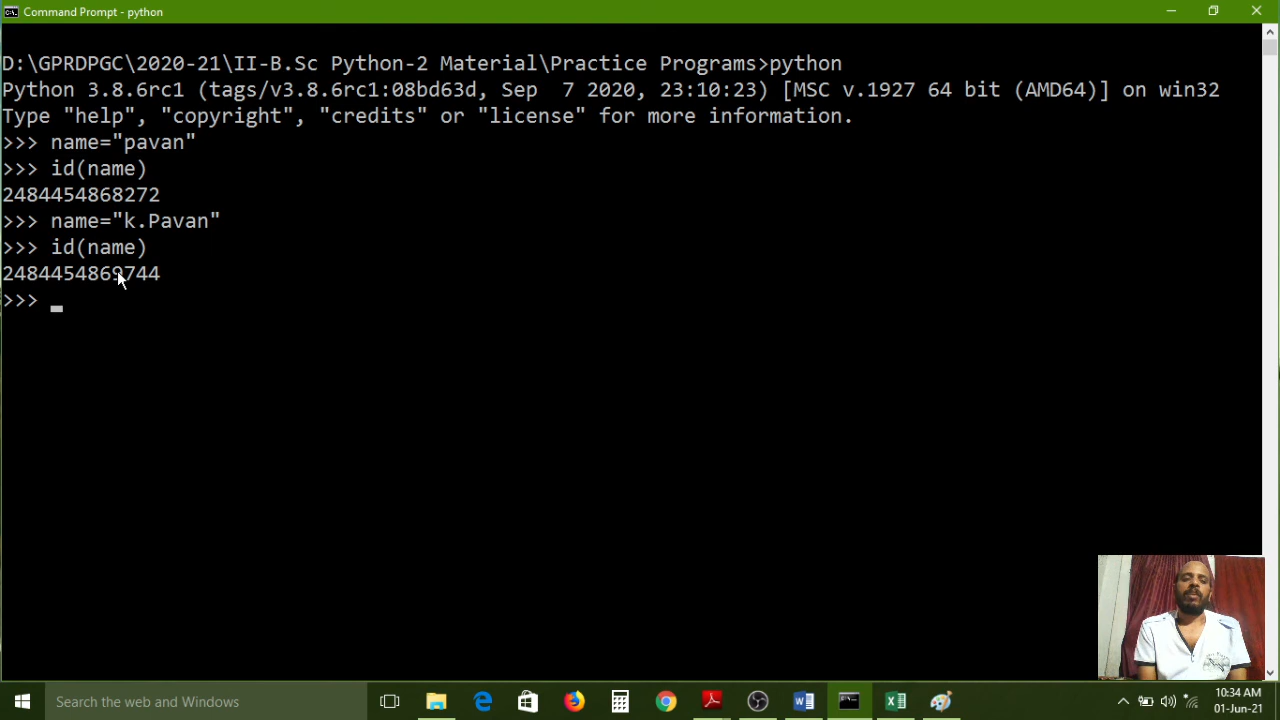 Command Prompt - python
D:\GPRDPGC\2020-21\II-B.Sc Python-2 Material\Practice Programs>python
Python 3.8.6rc1 (tags/v3.8.6rc1:08bd63d, Sep  7 2020, 23:10:23) [MSC v.1927 64 bit (AMD64)] on win32
Type "help", "copyright", "credits" or "license" for more information.
>>> name="pavan"
>>> id(name)
2484454868272
>>> name="k.Pavan"
>>> id(name)
2484454869744
>>>
Search the web and Windows
10:34 AM
01-Jun-21